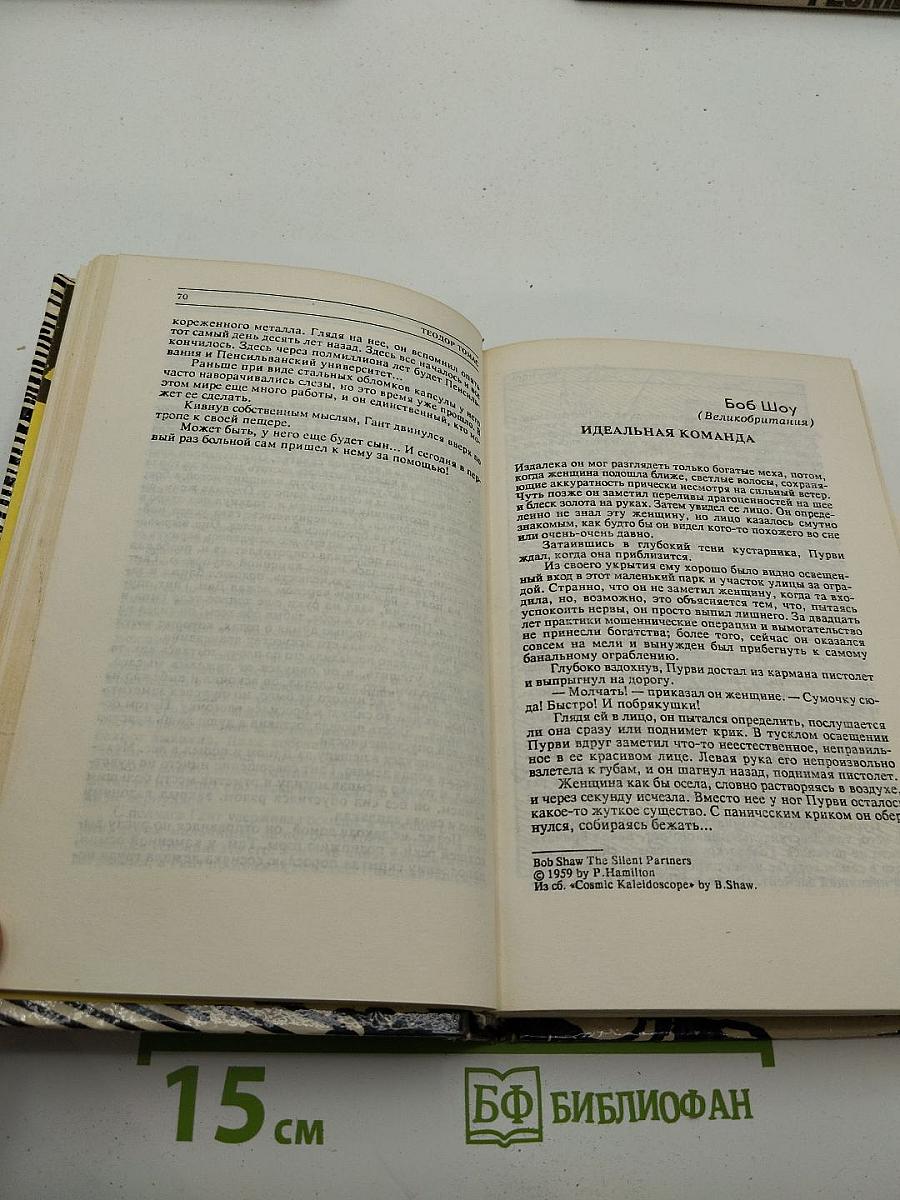 70
ТЕОДОР ТОМАС
кореженного металла. Глядя на нее, он вспомнил опять
тот самый день десять лет назад. Здесь все началось и все
кончилось. Здесь через полмиллиона лет будет Пенсиль-
вания и Пенсильванский университет...
Раньше при виде стальных обломков капсулы у него
часто наворачивались слезы, но это время уже прошло. В
этом мире еще много работы, и он единственный, кто мо-
жет ее сделать.
Кивнув собственным мыслям, Гант двинулся вверх по
тропе к своей пещере.
Может быть, у него еще будет сын... И сегодня в пер-
вый раз больной сам пришел к нему за помощью!
Боб Шоу
(Великобритания)
ИДЕАЛЬНАЯ КОМАНДА
Издалека он мог разглядеть только богатые меха, потом,
когда женщина подошла ближе, светлые волосы, сохраня-
ющие аккуратность прически несмотря на сильный ветер.
Чуть позже он заметил переливы драгоценностей на шее
и блеск золота на руках. Затем увидел ее лицо. Он опреде-
ленно не знал эту женщину, но лицо казалось смутно
знакомым, как будто бы он видел кого-то похожего во сне
или очень-очень давно.
Затаившись в глубокий тени кустарника, Пурви
ждал, когда она приблизится.
Из своего укрытия ему хорошо было видно освещен-
ный вход в этот маленький парк и участок улицы за огра-
дой. Странно, что он не заметил женщину, когда та вхо-
дила, но, возможно, это объясняется тем, что, пытаясь
успокоить нервы, он просто выпил лишнего. За двадцать
лет практики мошеннические операции и вымогательство
не принесли богатства; более того, сейчас он оказался
совсем на мели и вынужден был прибегнуть к самому
банальному ограблению.
Глубоко вздохнув, Пурви достал из кармана пистолет
и выпрыгнул на дорогу.
— Молчать! — приказал он женщине. — Сумочку сю-
да! Быстро! И побрякушки!
Глядя ей в лицо, он пытался определить, послушается
ли она сразу или поднимет крик. В тусклом освещении
Пурви вдруг заметил что-то неестественное, неправиль-
ное в ее красивом лице. Левая рука его непроизвольно
взлетела к губам, и он шагнул назад, поднимая пистолет.
Женщина как бы осела, словно растворяясь в воздухе,
и через секунду исчезла. Вместо нее у ног Пурви осталось
какое-то жуткое существо. С паническим криком он обер-
нулся, собираясь бежать...
Bob Shaw The Silent Partners
© 1959 by P.Hamilton
Из сб. «Cosmic Kaleidoscope» by B.Shaw.
15 см
БФ БИБЛИОФАН